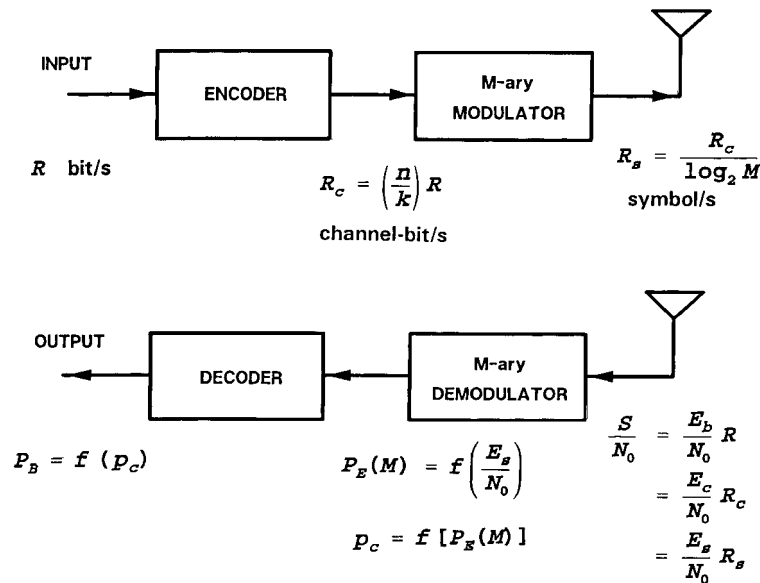 INPUT
ENCODER
M-ary
MODULATOR
R bit/s
R_c = (n/k) R
channel-bit/s
R_s = R_c / log_2 M
symbol/s
OUTPUT
DECODER
M-ary
DEMODULATOR
P_B = f (p_c)
P_E(M) = f(E_s/N_0)
p_c = f [P_E(M)]
S/N_0 = E_b/N_0 R
= E_c/N_0 R_c
= E_s/N_0 R_s